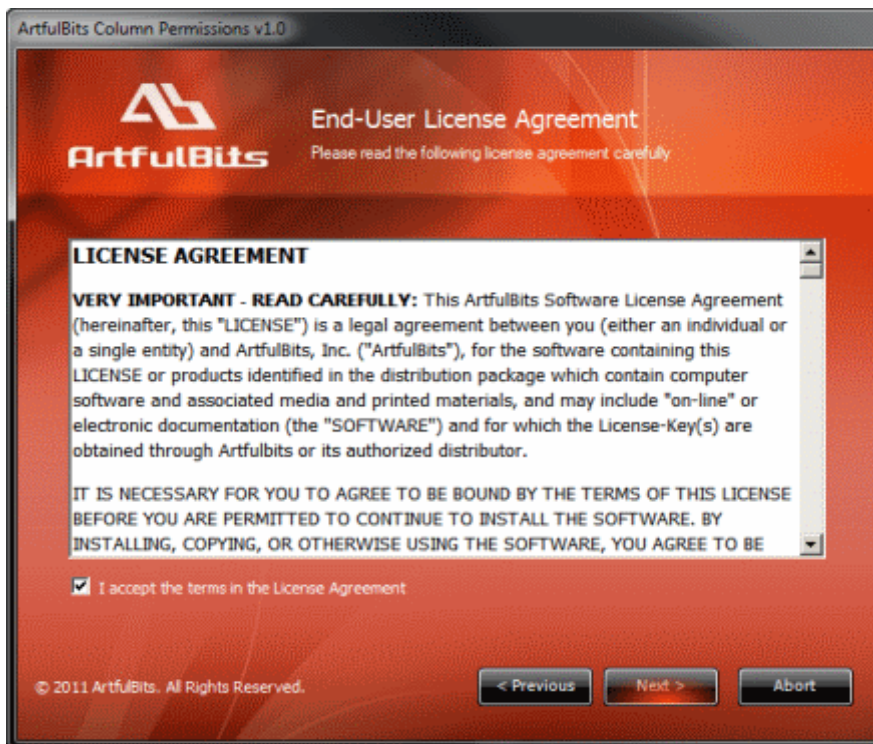 ArtfulBits Column Permissions v1.0
ArtfulBits
End-User License Agreement
Please read the following license agreement carefully
LICENSE AGREEMENT
VERY IMPORTANT - READ CAREFULLY: This ArtfulBits Software License Agreement
(hereinafter, this "LICENSE") is a legal agreement between you (either an individual or
a single entity) and ArtfulBits, Inc. ("ArtfulBits"), for the software containing this
LICENSE or products identified in the distribution package which contain computer
software and associated media and printed materials, and may include "on-line" or
electronic documentation (the "SOFTWARE") and for which the License-Key(s) are
obtained through Artfulbits or its authorized distributor.
IT IS NECESSARY FOR YOU TO AGREE TO BE BOUND BY THE TERMS OF THIS LICENSE
BEFORE YOU ARE PERMITTED TO CONTINUE TO INSTALL THE SOFTWARE. BY
INSTALLING, COPYING, OR OTHERWISE USING THE SOFTWARE, YOU AGREE TO BE
I accept the terms in the License Agreement
© 2011 ArtfulBits. All Rights Reserved.
< Previous
Next >
Abort